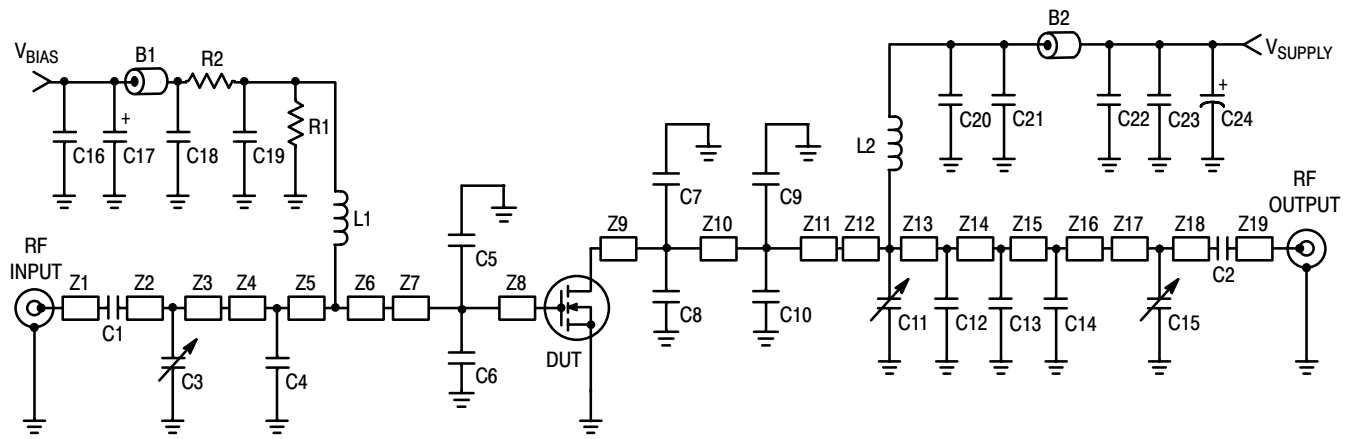 B2
V_SUPPLY
C20
C21
C22
C23
+
C24
L2
V_BIAS
B1
R2
R1
C16
+
C17
C18
C19
L1
C7
C9
C5
RF
INPUT
Z1
C1
Z2
Z3
Z4
Z5
Z6
Z7
Z8
C3
C4
C6
DUT
Z9
Z10
Z11
Z12
Z13
Z14
Z15
Z16
Z17
Z18
C2
Z19
RF
OUTPUT
C8
C10
C11
C12
C13
C14
C15